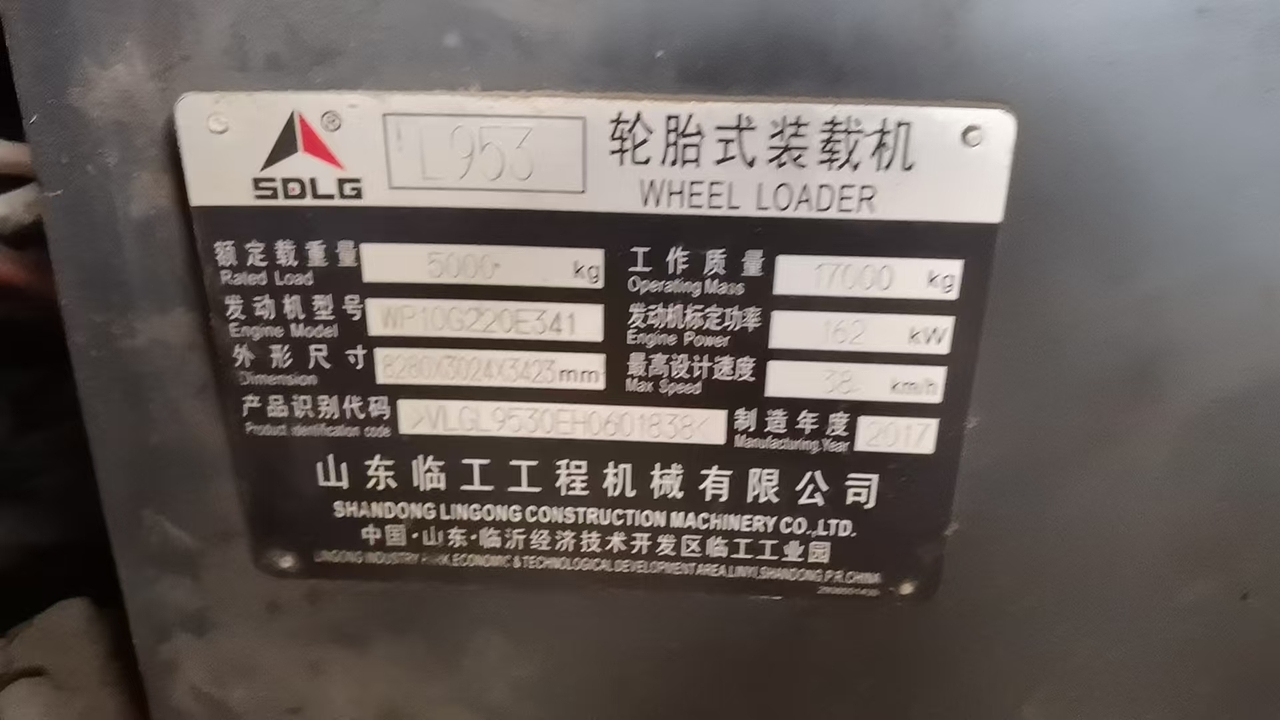 SDLG ® L953 轮胎式装载机
WHEEL LOADER
额定载重量 5000 kg 工作质量 17000 kg
Rated Load Operating Mass
发动机型号 WP10G220E341 发动机标定功率 162 kW
Engine Model Engine Power
外形尺寸 8280X3024X3423 mm 最高设计速度 38 km/h
Dimension Max Speed
产品识别代码 >VLGL9530EH0601838< 制造年度 2017
Product identification code Manufacturing Year
山东临工工程机械有限公司
SHANDONG LINGONG CONSTRUCTION MACHINERY CO.,LTD.
中国·山东·临沂经济技术开发区临工工业园
LINGONG INDUSTRY ECONOMIC & TECHNOLOGICAL DEVELOPMENT AREA, LINYI, SHANDONG, P.R. CHINA